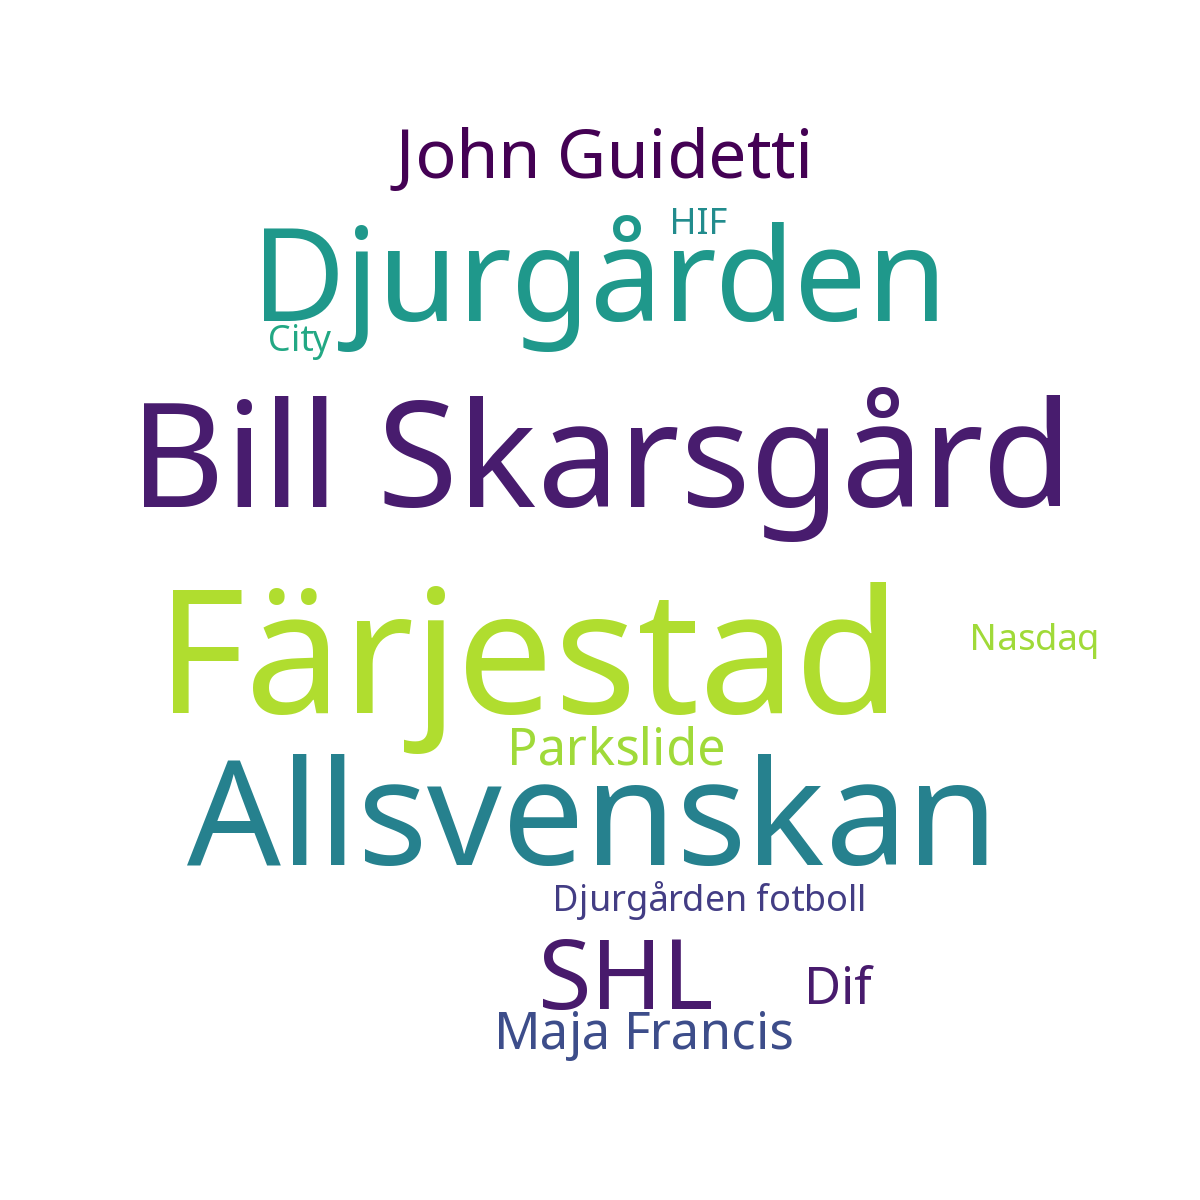 John Guidetti
HIF
Djurgården
City
Bill Skarsgård
Färjestad
Nasdaq
Parkslide
Allsvenskan
Djurgården fotboll
SHL
Dif
Maja Francis